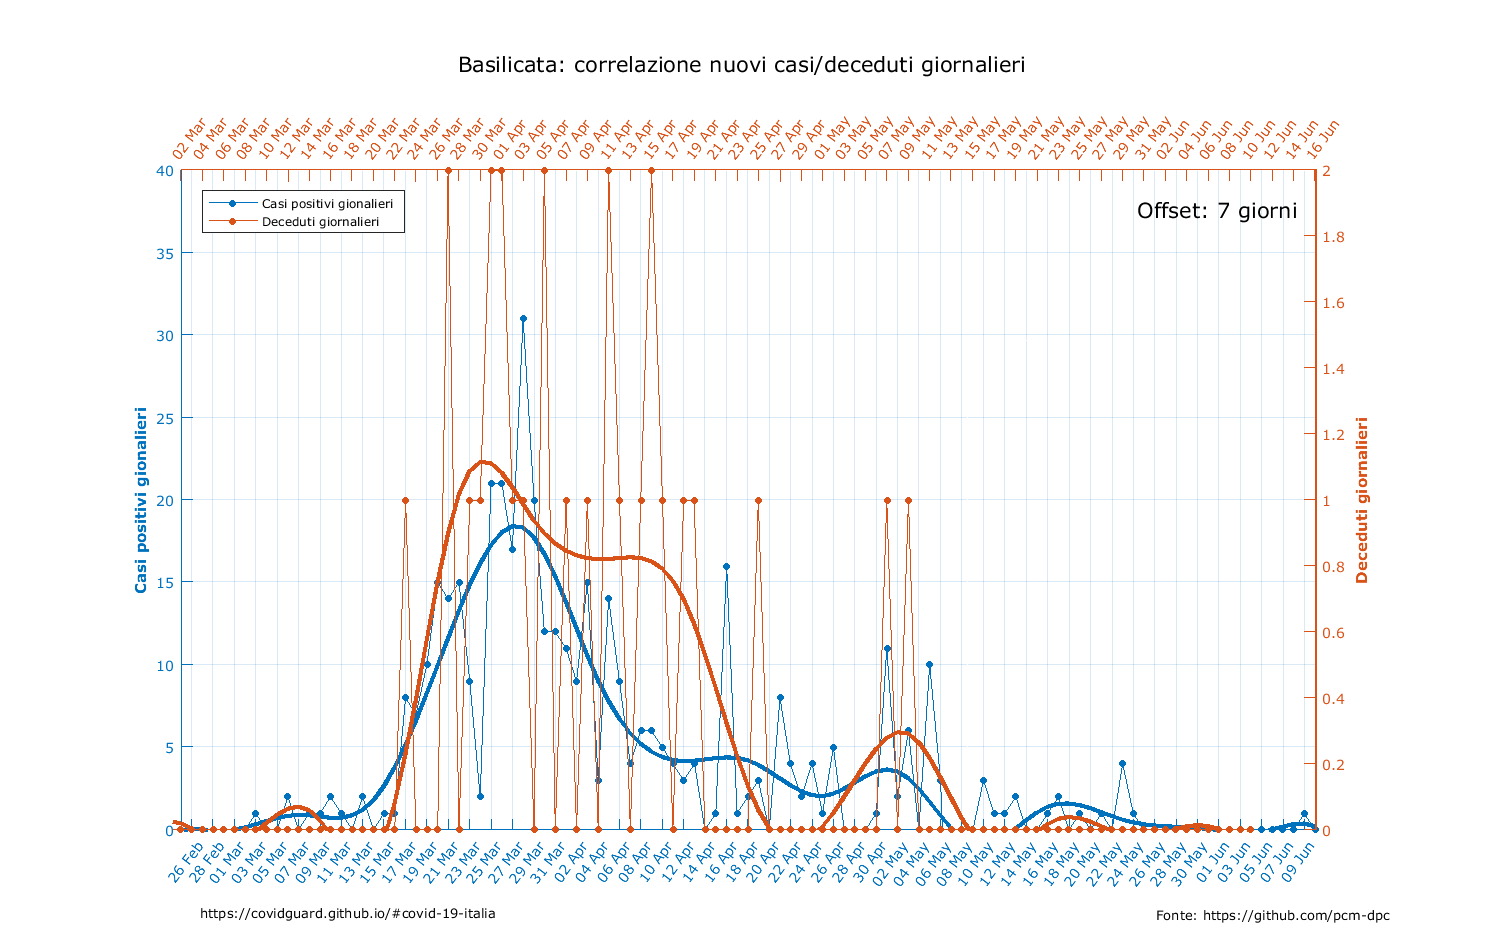 Basilicata: correlazione nuovi casi/deceduti giornalieri
02 Mar 04 Mar 06 Mar 08 Mar 10 Mar 12 Mar 14 Mar 16 Mar 18 Mar 20 Mar 22 Mar 24 Mar 26 Mar 28 Mar 30 Mar 01 Apr 03 Apr 05 Apr 07 Apr 09 Apr 11 Apr 13 Apr 15 Apr 17 Apr 19 Apr 21 Apr 23 Apr 25 Apr 27 Apr 29 Apr 01 May 03 May 05 May 07 May 09 May 11 May 13 May 15 May 17 May 19 May 21 May 23 May 25 May 27 May 29 May 31 May 02 Jun 04 Jun 06 Jun 08 Jun 10 Jun 12 Jun 14 Jun 16 Jun
Casi positivi gionalieri
Deceduti giornalieri
Offset: 7 giorni
40
35
30
25
20
15
10
5
0
Casi positivi gionalieri
2
1.8
1.6
1.4
1.2
1
0.8
0.6
0.4
0.2
0
Deceduti giornalieri
26 Feb 28 Feb 01 Mar 03 Mar 05 Mar 07 Mar 09 Mar 11 Mar 13 Mar 15 Mar 17 Mar 19 Mar 21 Mar 23 Mar 25 Mar 27 Mar 29 Mar 31 Mar 02 Apr 04 Apr 06 Apr 08 Apr 10 Apr 12 Apr 14 Apr 16 Apr 18 Apr 20 Apr 22 Apr 24 Apr 26 Apr 28 Apr 30 Apr 02 May 04 May 06 May 08 May 10 May 12 May 14 May 16 May 18 May 20 May 22 May 24 May 26 May 28 May 30 May 01 Jun 03 Jun 05 Jun 07 Jun 09 Jun
https://covidguard.github.io/#covid-19-italia
Fonte: https://github.com/pcm-dpc